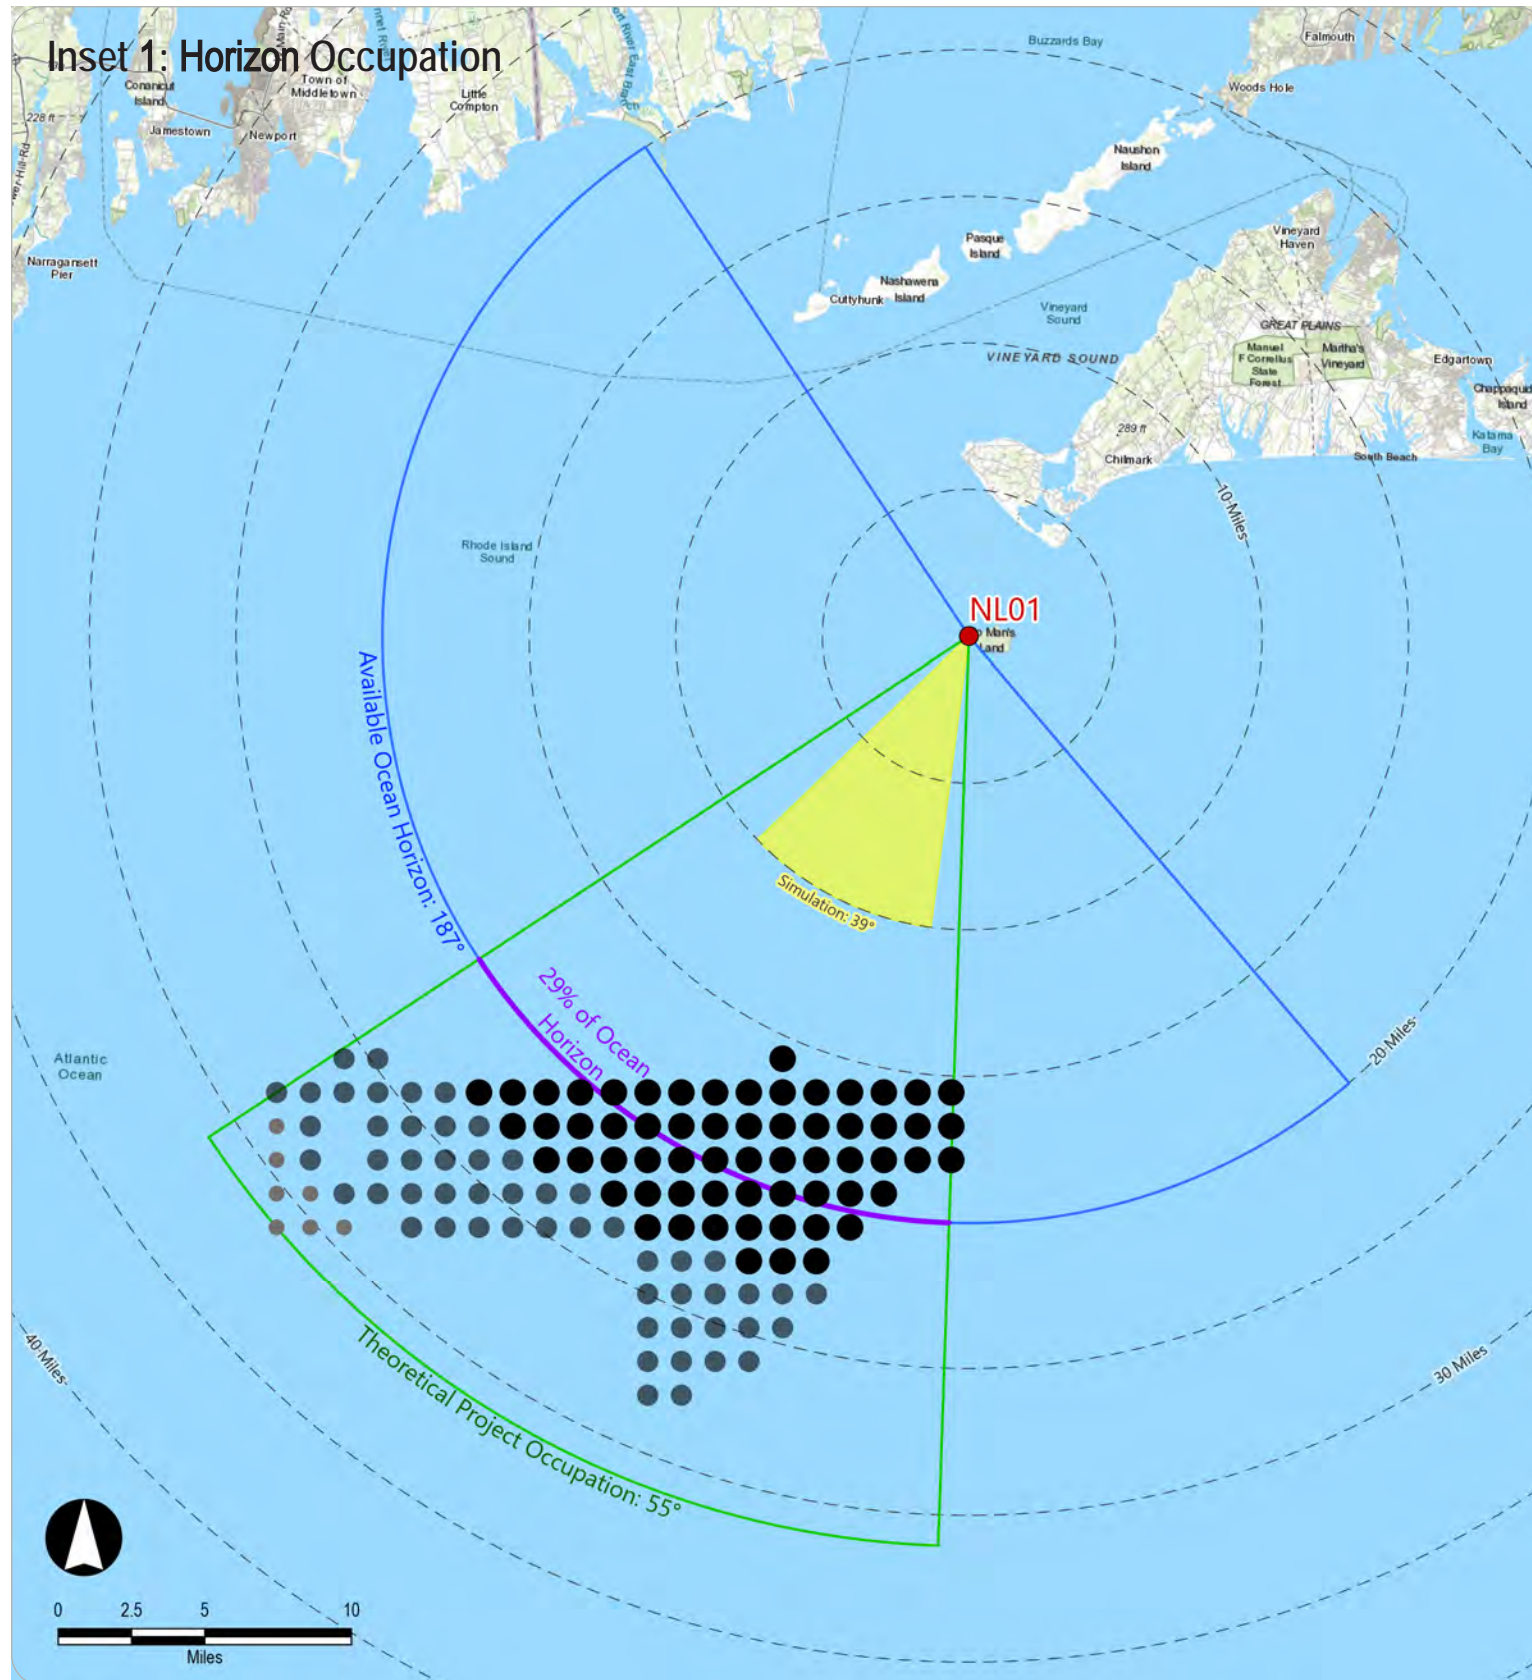 Inset 1: Horizon Occupation
Buzzards Bay
Falmouth
Woods Hole
Conanicut
Island
Town of
Middletown
Little
Compton
228 ft
Jamestown
Newport
Naushon
Island
Narragansett
Pier
Pasque
Island
Vineyard
Haven
Nashawena
Island
Cuttyhunk
Vineyard
Sound
GREAT PLAINS
VINEYARD SOUND
Manuel
F Correllus
State
Forest
Martha's
Vineyard
Edgartown
Chappaquid
Island
289 ft
Chilmark
South Beach
Katama
Bay
10 Miles
Rhode Island
Sound
NL01
Man's
Land
Available Ocean Horizon: 187°
Simulation: 39°
29% of Ocean
Horizon
Atlantic
Ocean
20 Miles
30 Miles
40 Miles
Theoretical Project Occupation: 55°
0 2.5 5 10
Miles